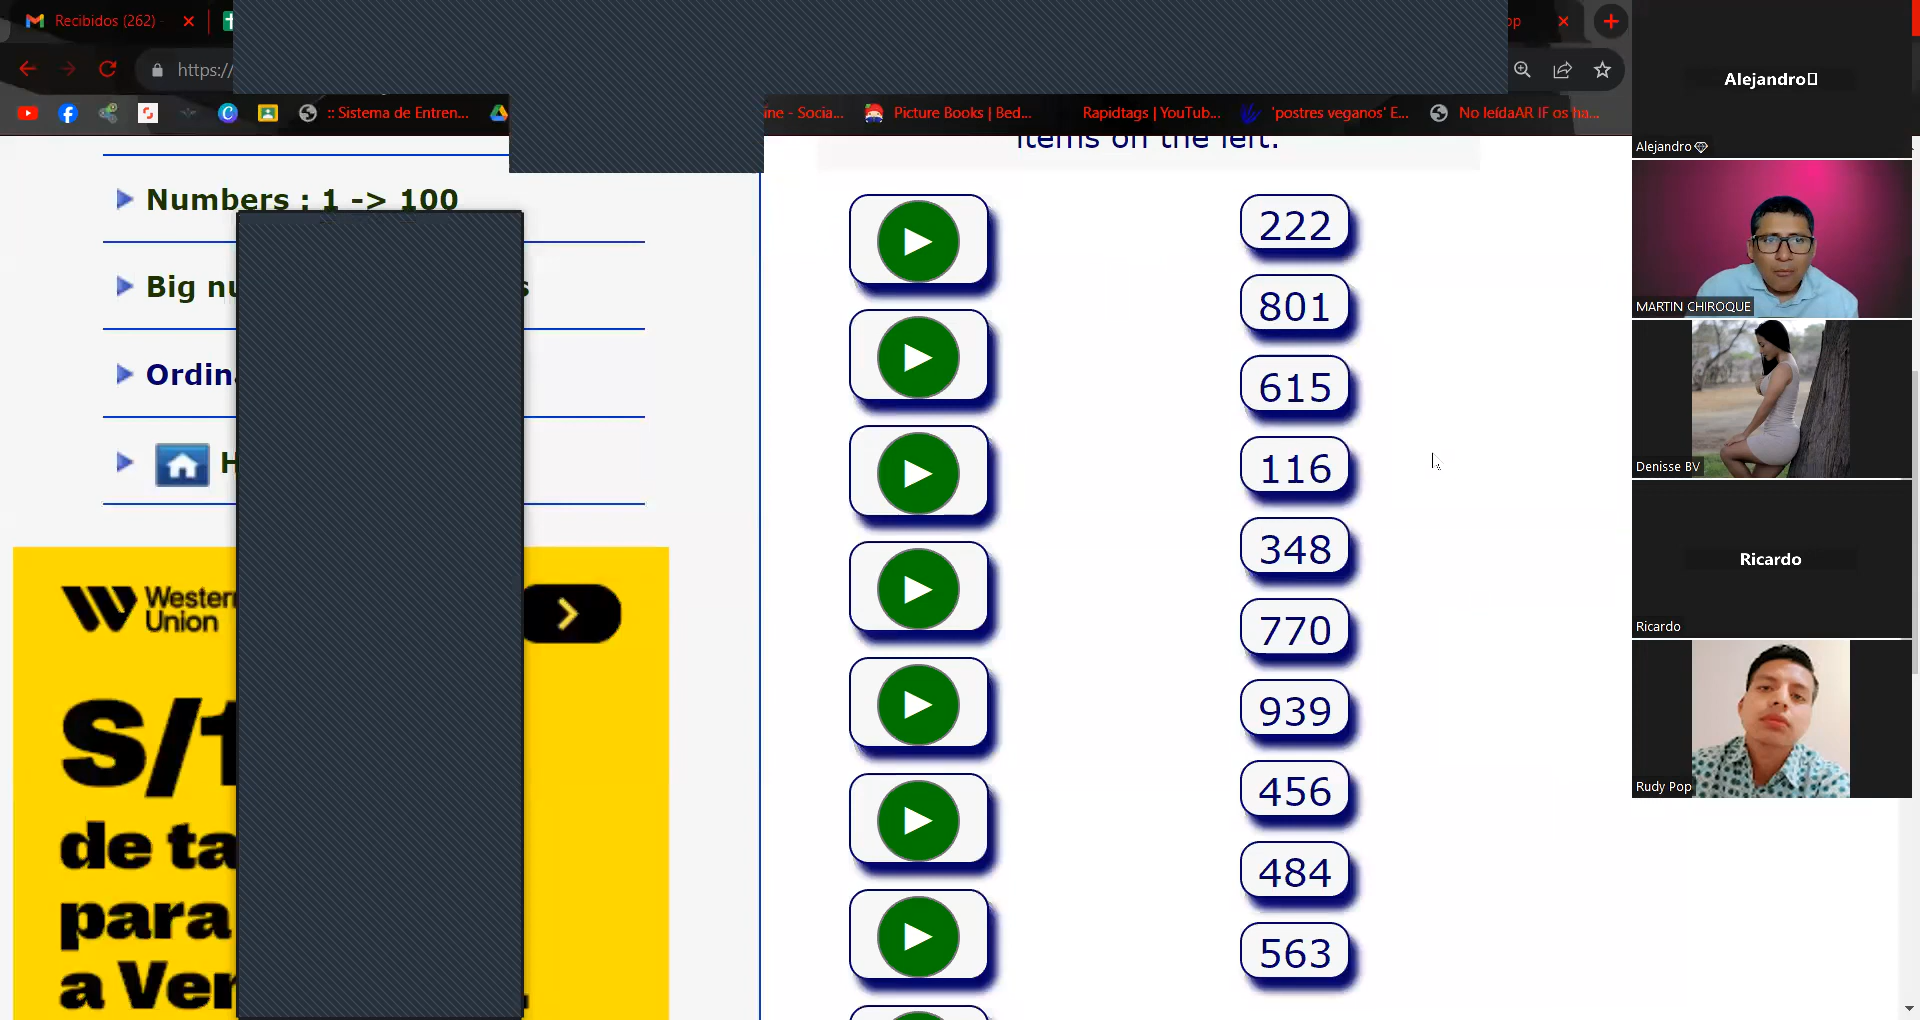 Recibidos (262) -
op
https://
:: Sistema de Entren...
ine - Socia...
Picture Books | Bed...
Rapidtags | YouTub...
'postres veganos' E...
No leídaAR IF os ha...
items on the left.
Numbers : 1 -> 100
Big nu
s
Ordin
H
Western
Union
S/1
de ta
para
a Ver
222
801
615
116
348
770
939
456
484
563
Alejandro
Alejandro
MARTIN CHIROQUE
Denisse BV
Ricardo
Ricardo
Rudy Pop